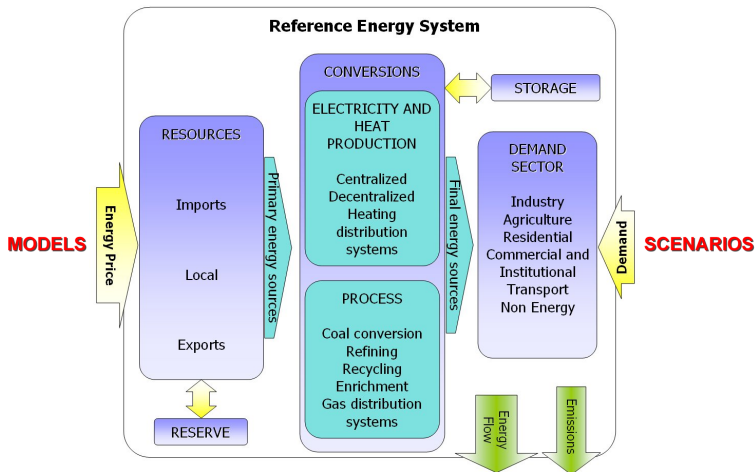 Reference Energy System
MODELS
Energy Price
RESOURCES
Imports
Local
Exports
RESERVE
Primary energy sources
CONVERSIONS
ELECTRICITY AND
HEAT
PRODUCTION
Centralized
Decentralized
Heating
distribution
systems
PROCESS
Coal conversion
Refining
Recycling
Enrichment
Gas distribution
systems
STORAGE
Final energy sources
DEMAND
SECTOR
Industry
Agriculture
Residential
Commercial and
Institutional
Transport
Non Energy
Demand
SCENARIOS
Energy
Flow
Emissions